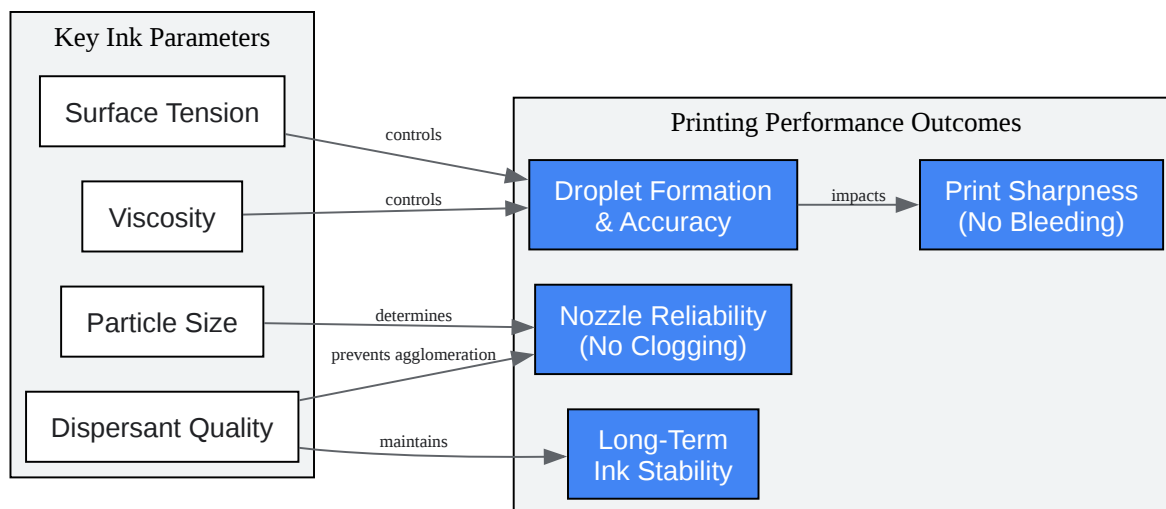 Key Ink Parameters
Surface Tension
Viscosity
Particle Size
Dispersant Quality
controls
controls
determines
prevents agglomeration
maintains
Printing Performance Outcomes
Droplet Formation
& Accuracy
impacts
Print Sharpness
(No Bleeding)
Nozzle Reliability
(No Clogging)
Long-Term
Ink Stability